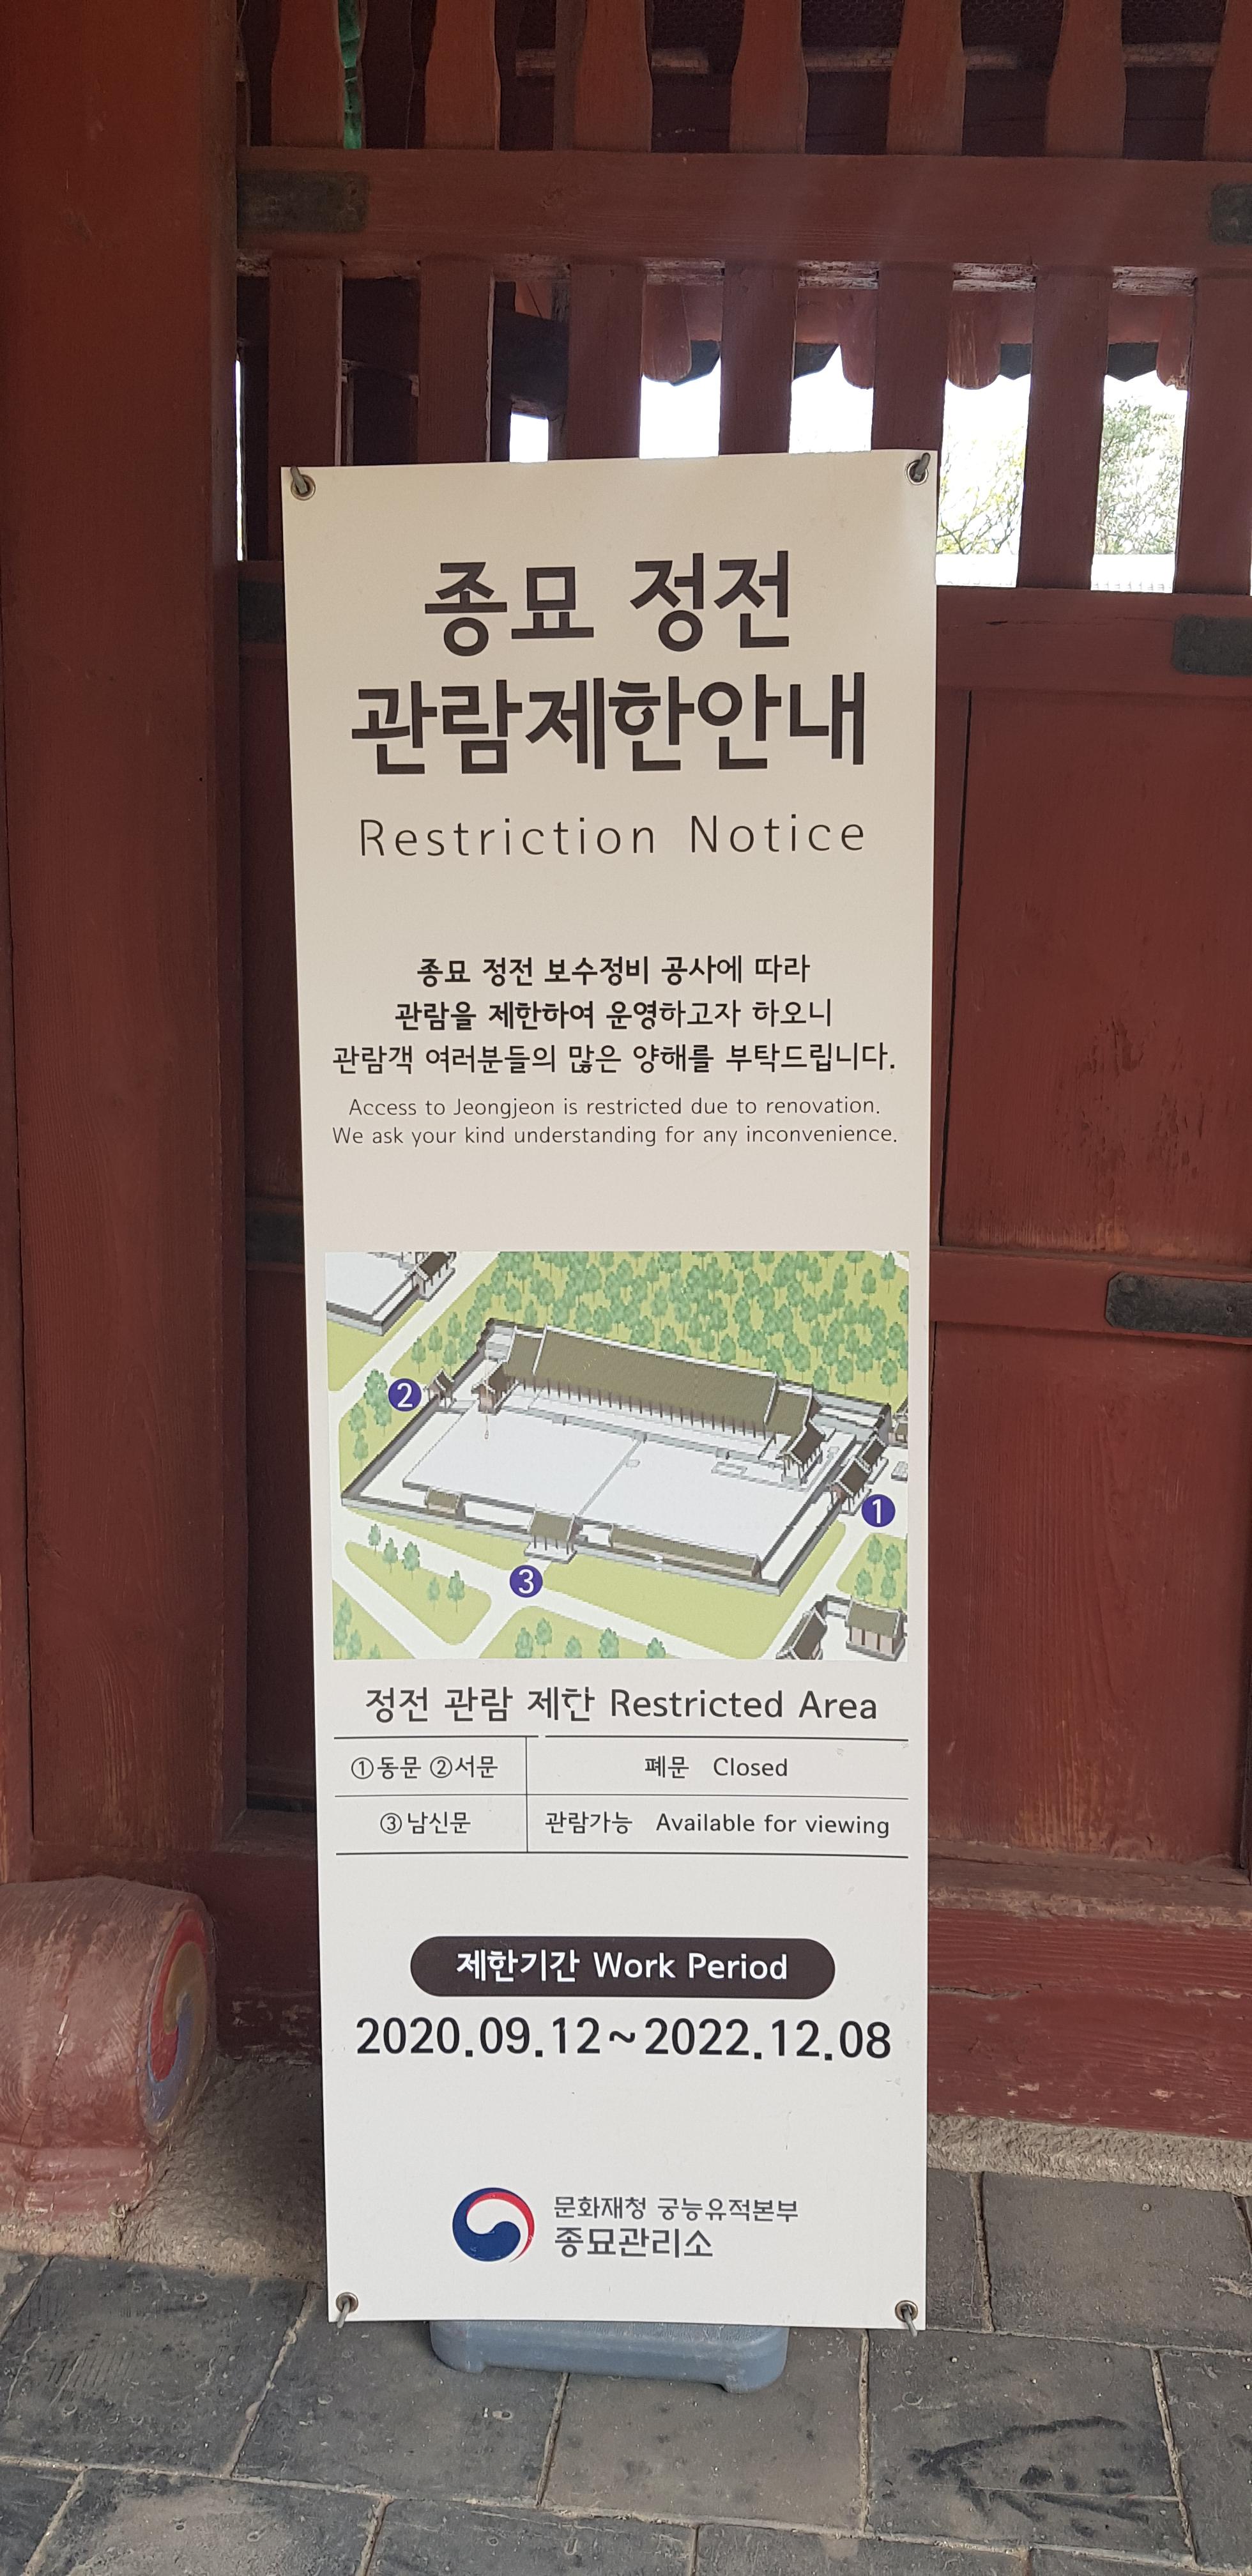 종묘 정전
관람제한안내
Restriction Notice
종묘 정전 보수정비 공사에 따라
관람을 제한하여 운영하고자 하오니
관람객 여러분들의 많은 양해를 부탁드립니다.
Access to Jeongjeon is restricted due to renovation.
We ask your kind understanding for any inconvenience.
2
1
3
정전 관람 제한 Restricted Area
①동문 ②서문 폐문 Closed
③남신문 관람가능 Available for viewing
제한기간 Work Period
2020.09.12~2022.12.08
문화재청 궁능유적본부
종묘관리소